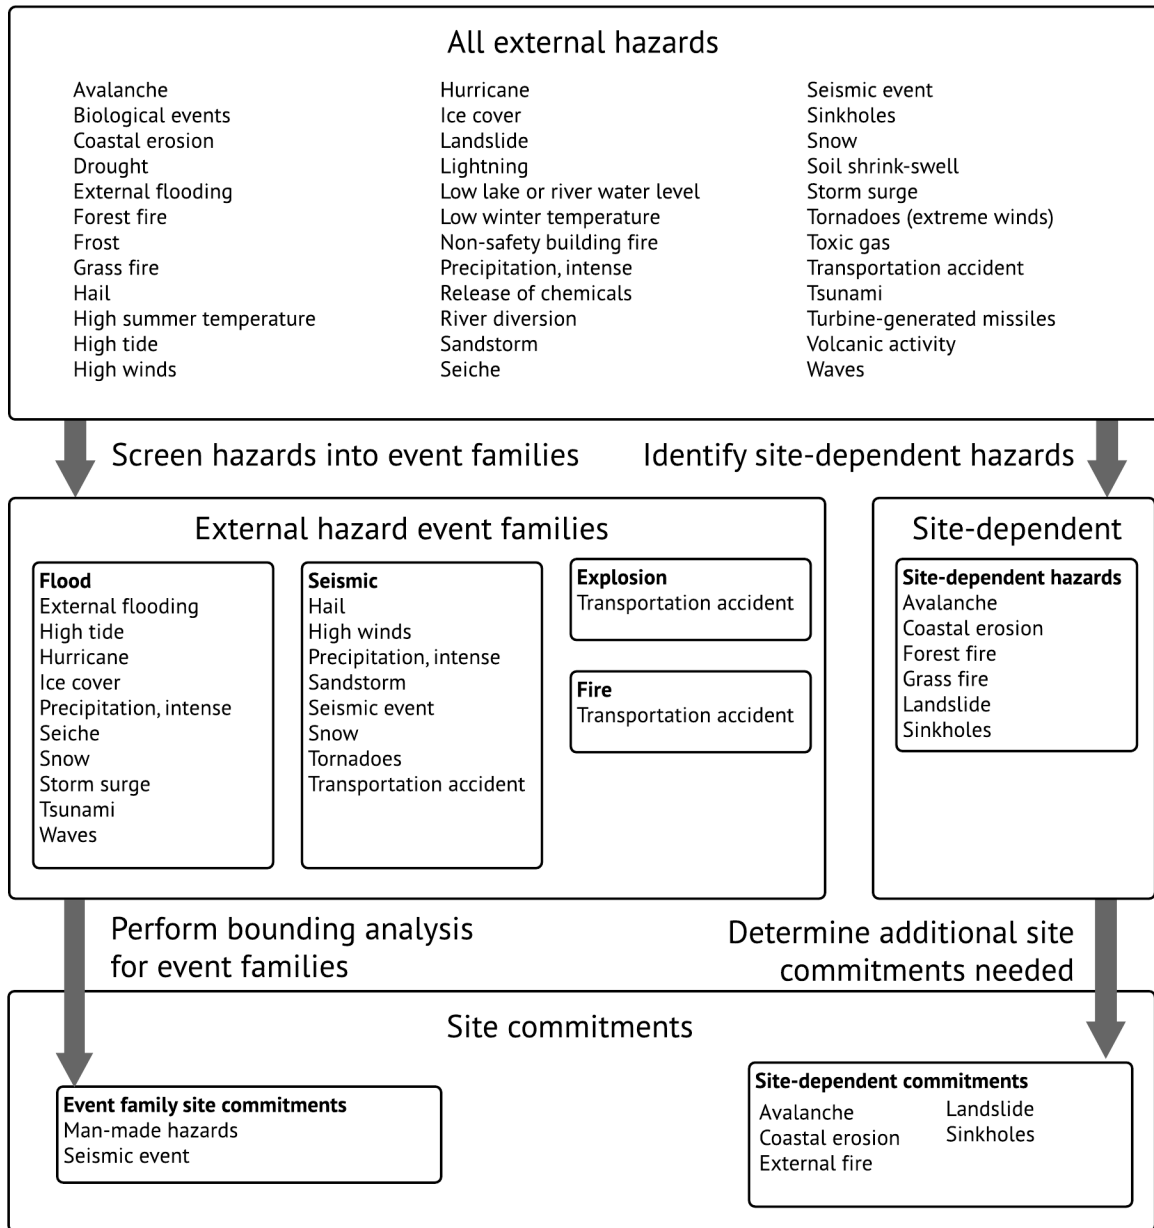 All external hazards
Avalanche
Biological events
Coastal erosion
Drought
External flooding
Forest fire
Frost
Grass fire
Hail
High summer temperature
High tide
High winds
Hurricane
Ice cover
Landslide
Lightning
Low lake or river water level
Low winter temperature
Non-safety building fire
Precipitation, intense
Release of chemicals
River diversion
Sandstorm
Seiche
Seismic event
Sinkholes
Snow
Soil shrink-swell
Storm surge
Tornadoes (extreme winds)
Toxic gas
Transportation accident
Tsunami
Turbine-generated missiles
Volcanic activity
Waves
Screen hazards into event families
Identify site-dependent hazards
External hazard event families
Flood
External flooding
High tide
Hurricane
Ice cover
Precipitation, intense
Seiche
Snow
Storm surge
Tsunami
Waves
Seismic
Hail
High winds
Precipitation, intense
Sandstorm
Seismic event
Snow
Tornadoes
Transportation accident
Explosion
Transportation accident
Fire
Transportation accident
Site-dependent
Site-dependent hazards
Avalanche
Coastal erosion
Forest fire
Grass fire
Landslide
Sinkholes
Perform bounding analysis
for event families
Determine additional site
commitments needed
Site commitments
Event family site commitments
Man-made hazards
Seismic event
Site-dependent commitments
Avalanche
Coastal erosion
External fire
Landslide
Sinkholes